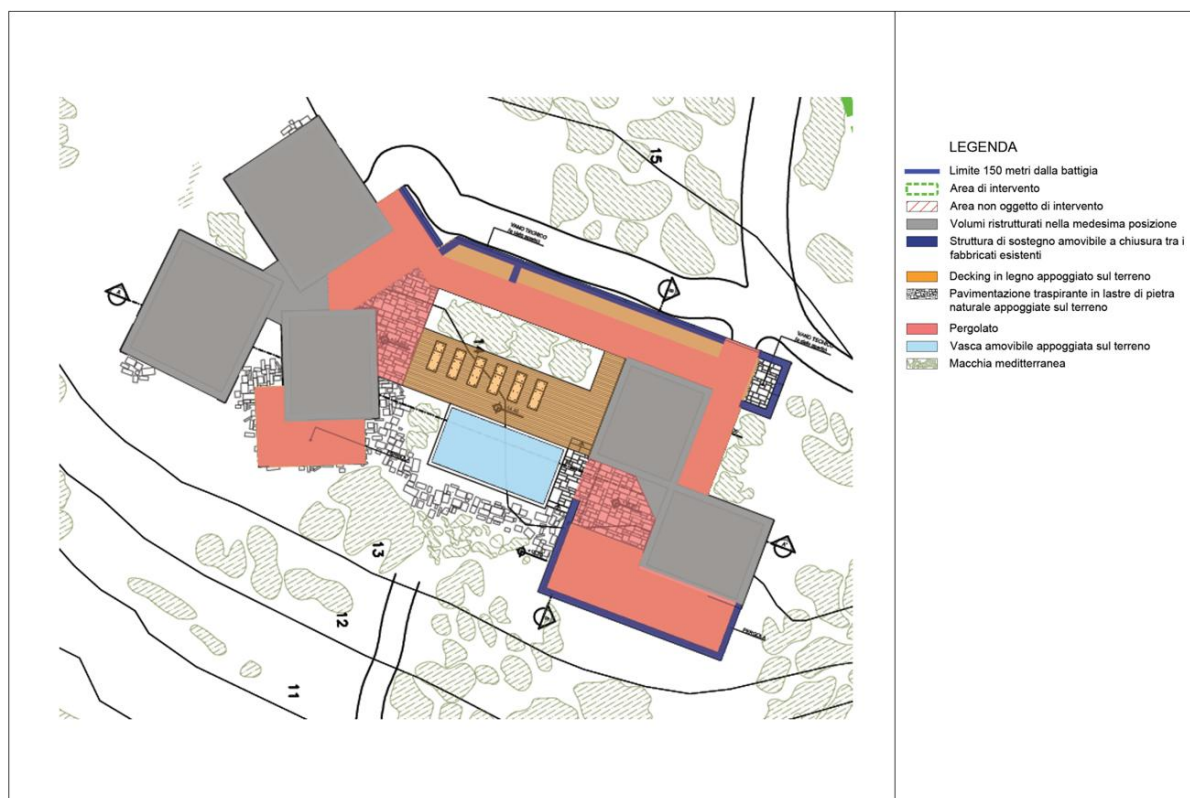 15
VANO TECNICO
VANO TECNICO
14
13
12
11
PERGOLA
LEGENDA
Limite 150 metri dalla battigia
Area di intervento
Area non oggetto di intervento
Volumi ristrutturati nella medesima posizione
Struttura di sostegno amovibile a chiusura tra i
fabbricati esistenti
Decking in legno appoggiato sul terreno
Pavimentazione traspirante in lastre di pietra
naturale appoggiate sul terreno
Pergolato
Vasca amovibile appoggiata sul terreno
Macchia mediterranea